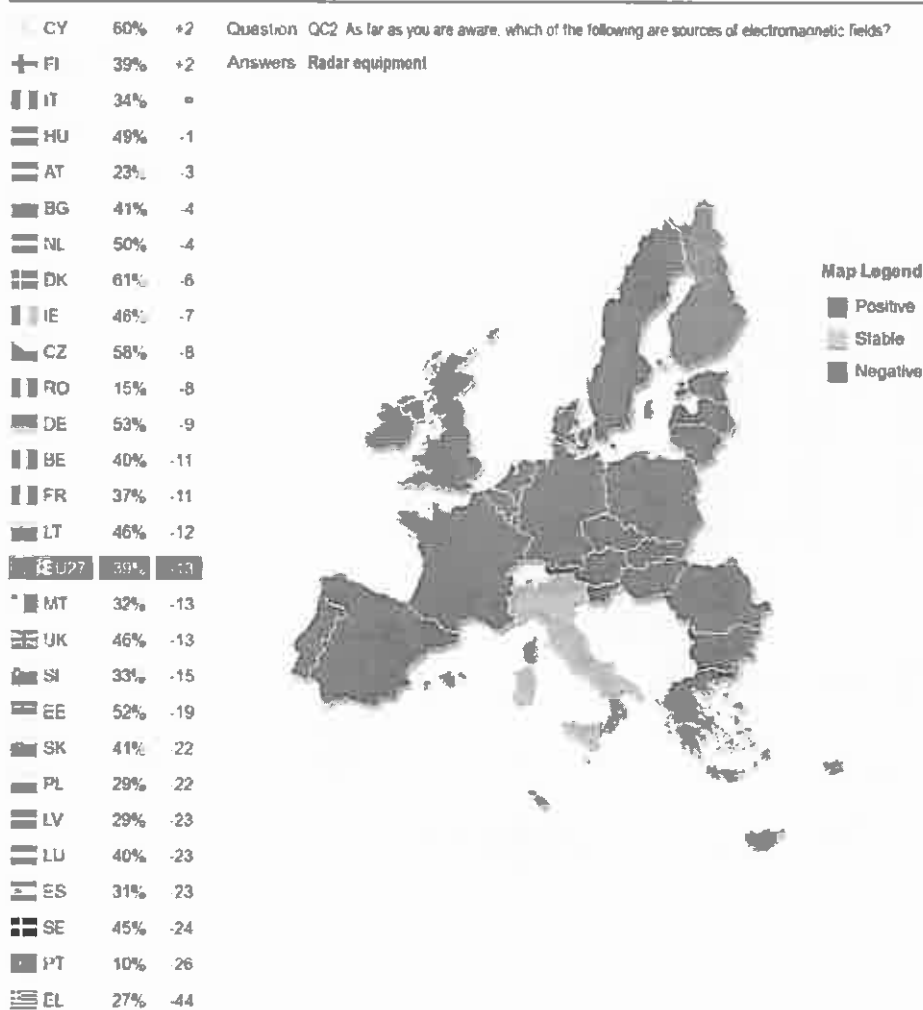 CY 60% +2
FI 39% +2
IT 34% =
HU 49% -1
AT 23% -3
BG 41% -4
NL 50% -4
DK 61% -6
IE 46% -7
CZ 58% -8
RO 15% -8
DE 53% -9
BE 40% -11
FR 37% -11
LT 46% -12
EU27 39% -13
MT 32% -13
UK 46% -13
SI 33% -15
EE 52% -19
SK 41% -22
PL 29% -22
LV 29% -23
LU 40% -23
ES 31% -23
SE 45% -24
PT 10% -26
EL 27% -44
Question QC2 As far as you are aware, which of the following are sources of electromagnetic fields?
Answers Radar equipment
Map Legend
Positive
Stable
Negative